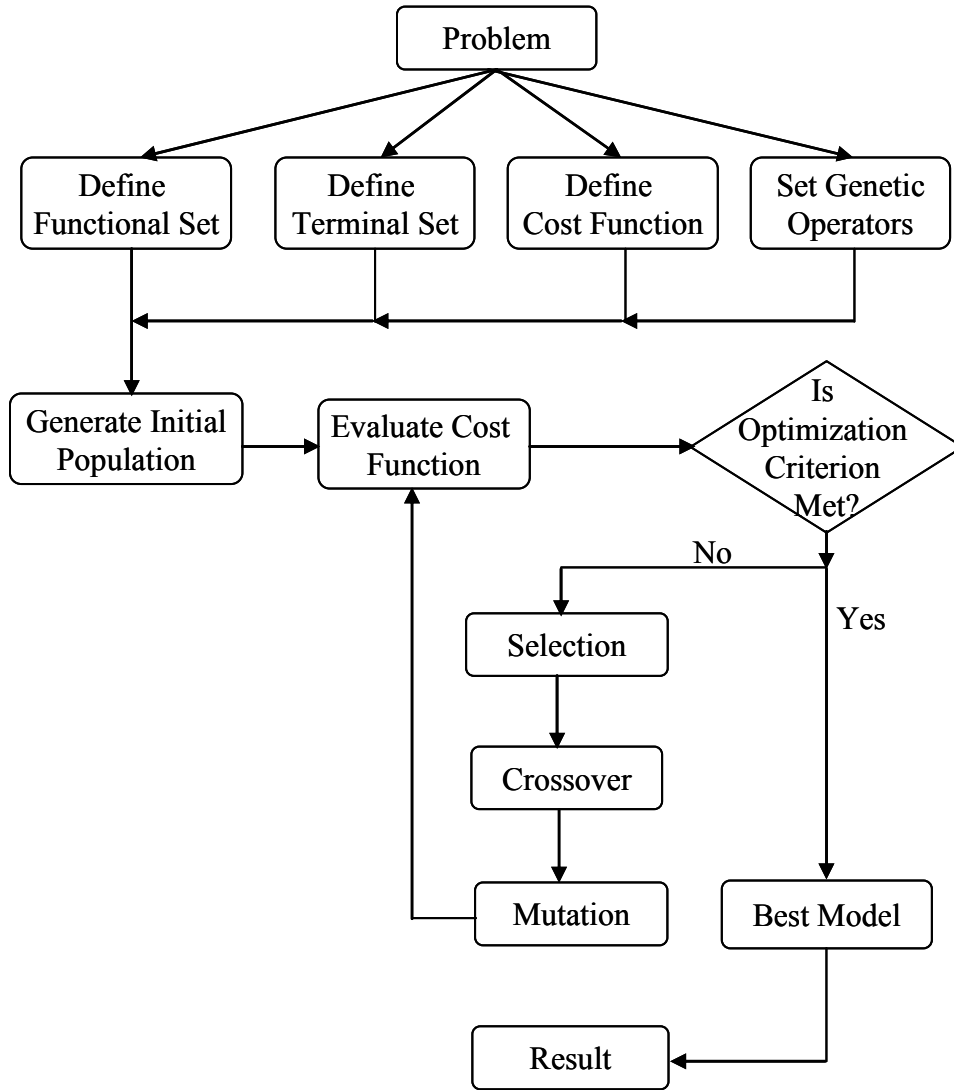 Problem
Define
Functional Set
Define
Terminal Set
Define
Cost Function
Set Genetic
Operators
Generate Initial
Population
Evaluate Cost
Function
Is
Optimization
Criterion
Met?
No
Yes
Selection
Crossover
Mutation
Best Model
Result